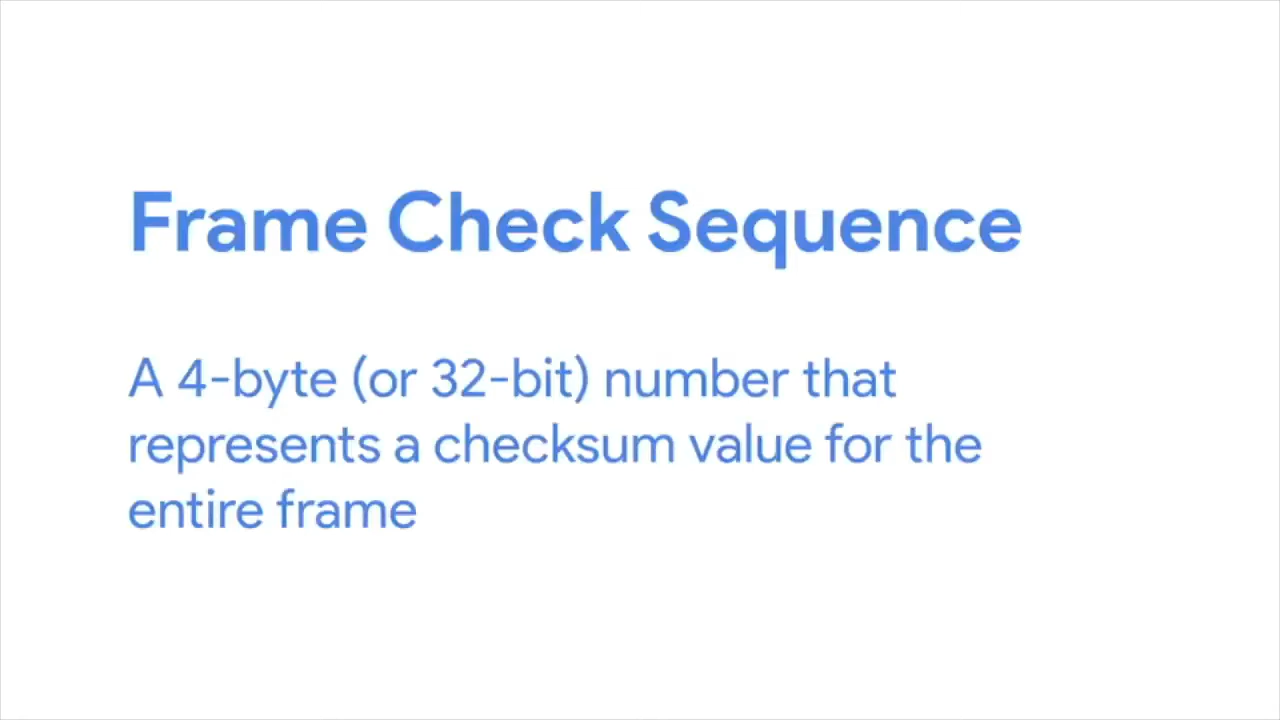 Frame Check Sequence
A 4-byte (or 32-bit) number that
represents a checksum value for the
entire frame